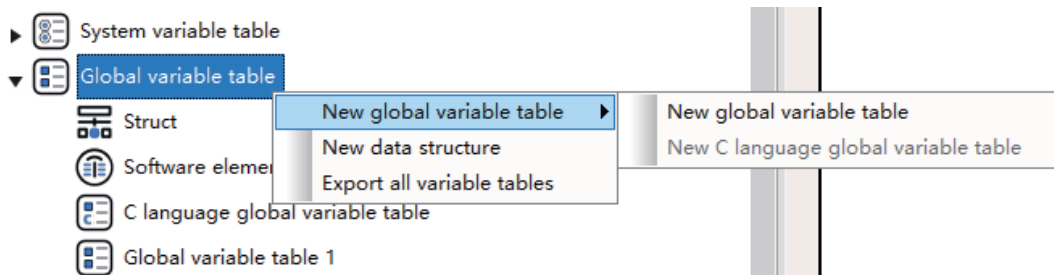 System variable table
Global variable table
New global variable table
New global variable table
Struct
New data structure
New C language global variable table
Software
Export all variable tables
C language global variable table
Global variable table 1